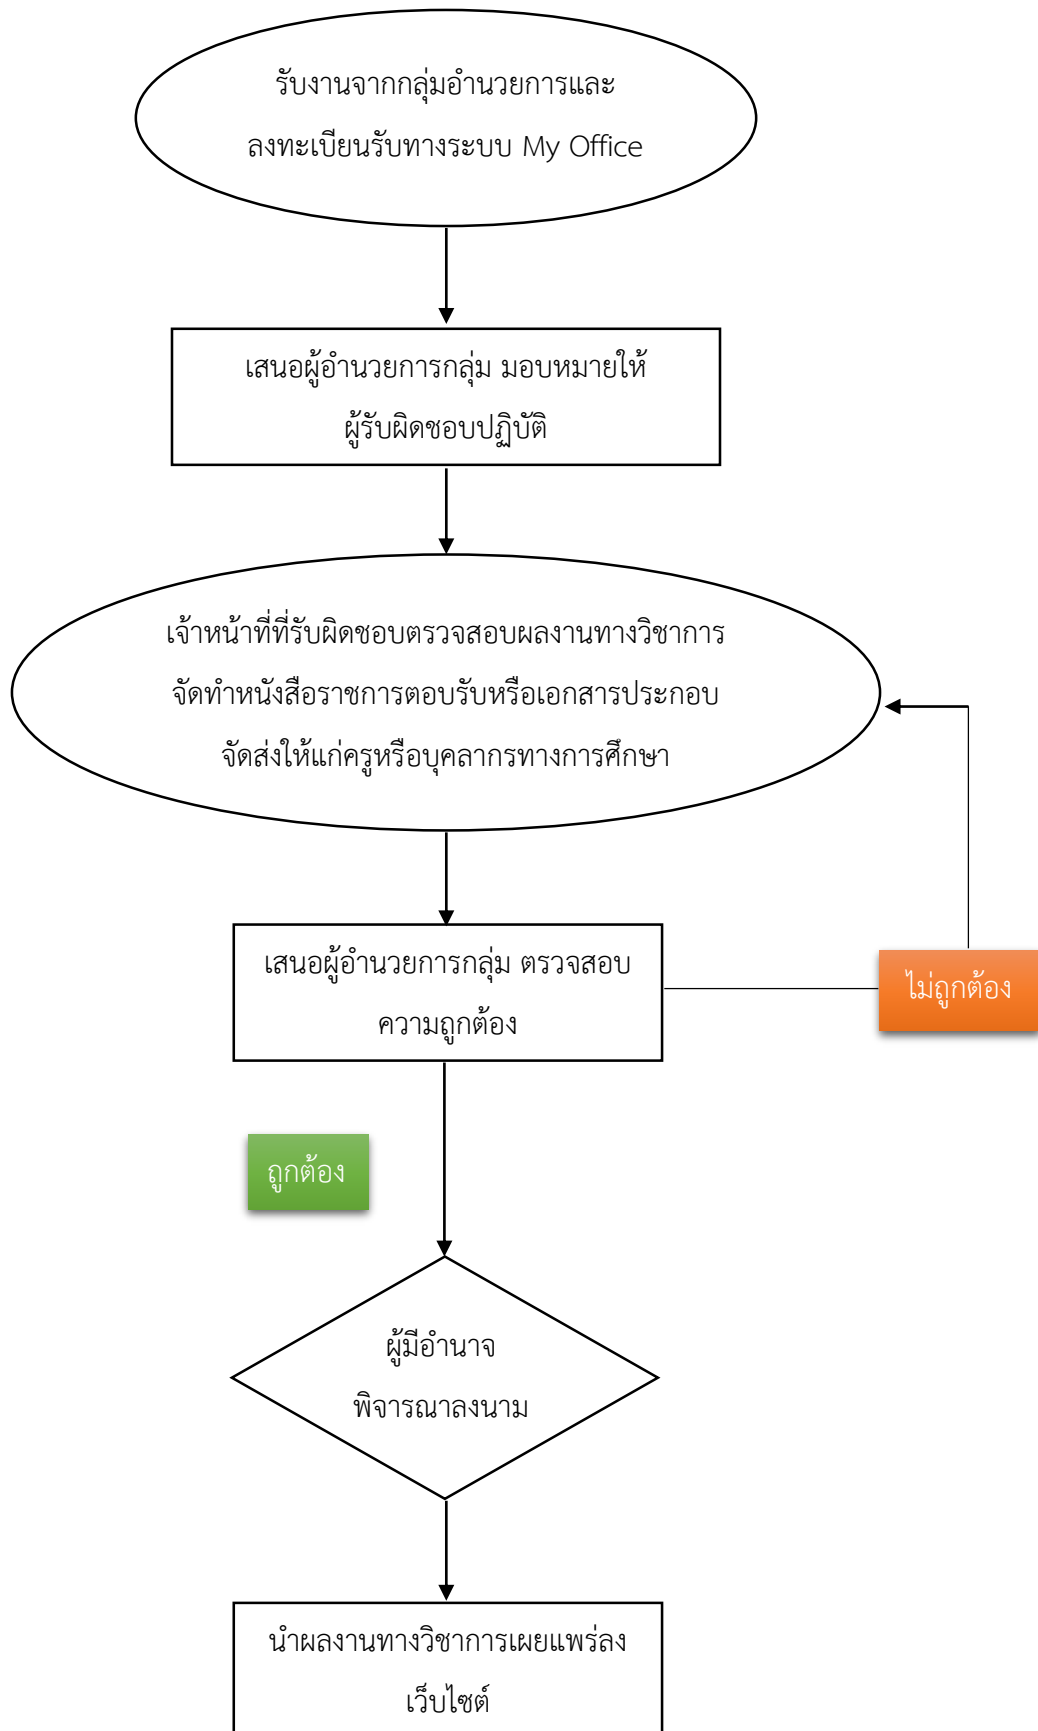 รับงานจากกลุ่มอำนวยการและ
ลงทะเบียนรับทางระบบ My Office
เสนอผู้อำนวยการกลุ่ม มอบหมายให้
ผู้รับผิดชอบปฏิบัติ
เจ้าหน้าที่ที่รับผิดชอบตรวจสอบผลงานทางวิชาการ
จัดทำหนังสือราชการตอบรับหรือเอกสารประกอบ
จัดส่งให้แก่ครูหรือบุคลากรทางการศึกษา
เสนอผู้อำนวยการกลุ่ม ตรวจสอบ
ความถูกต้อง
ไม่ถูกต้อง
ถูกต้อง
ผู้มีอำนาจ
พิจารณาลงนาม
นำผลงานทางวิชาการเผยแพร่ลง
เว็บไซต์